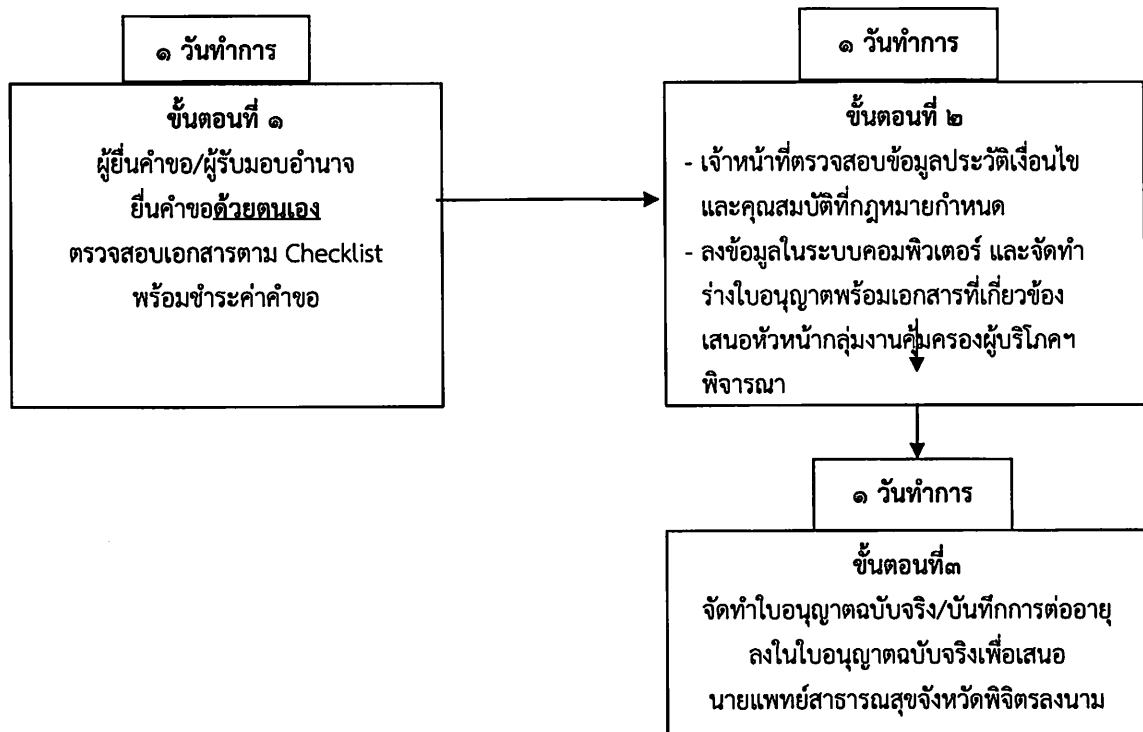 ๑ วันทำการ
ขั้นตอนที่ ๑
ผู้ยื่นคำขอ/ผู้รับมอบอำนาจ
ยื่นคำขอด้วยตนเอง
ตรวจสอบเอกสารตาม Checklist
พร้อมชำระค่าคำขอ
๑ วันทำการ
ขั้นตอนที่ ๒
- เจ้าหน้าที่ตรวจสอบข้อมูลประวัติเงื่อนไข
และคุณสมบัติที่กฎหมายกำหนด
- ลงข้อมูลในระบบคอมพิวเตอร์ และจัดทำ
ร่างใบอนุญาตพร้อมเอกสารที่เกี่ยวข้อง
เสนอหัวหน้ากลุ่มงานคุ้มครองผู้บริโภคฯ
พิจารณา
๑ วันทำการ
ขั้นตอนที่๓
จัดทำใบอนุญาตฉบับจริง/บันทึกการต่ออายุ
ลงในใบอนุญาตฉบับจริงเพื่อเสนอ
นายแพทย์สาธารณสุขจังหวัดพิจิตรลงนาม